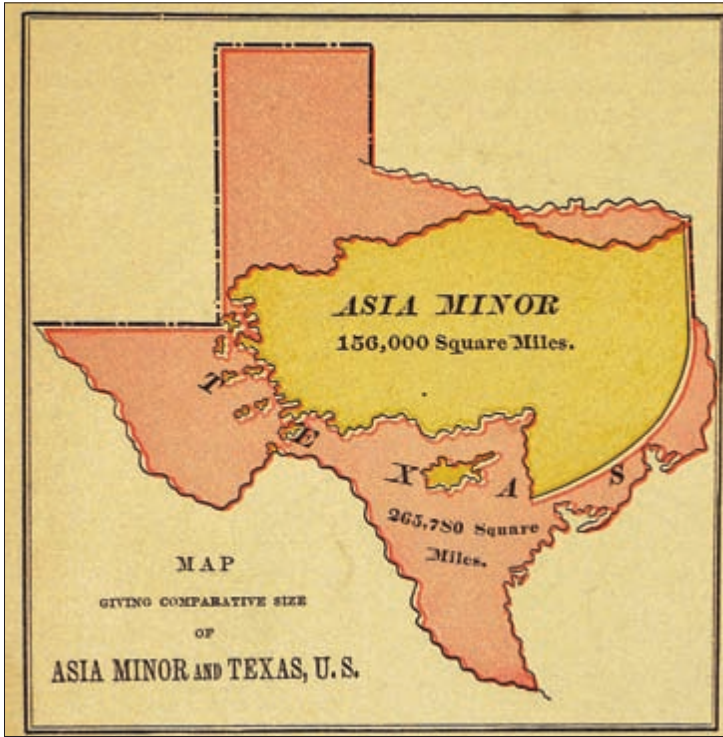 ASIA MINOR
156,000 Square Miles.
TEXAS
265,780 Square
Miles.
MAP
GIVING COMPARATIVE SIZE
OF
ASIA MINOR AND TEXAS, U. S.